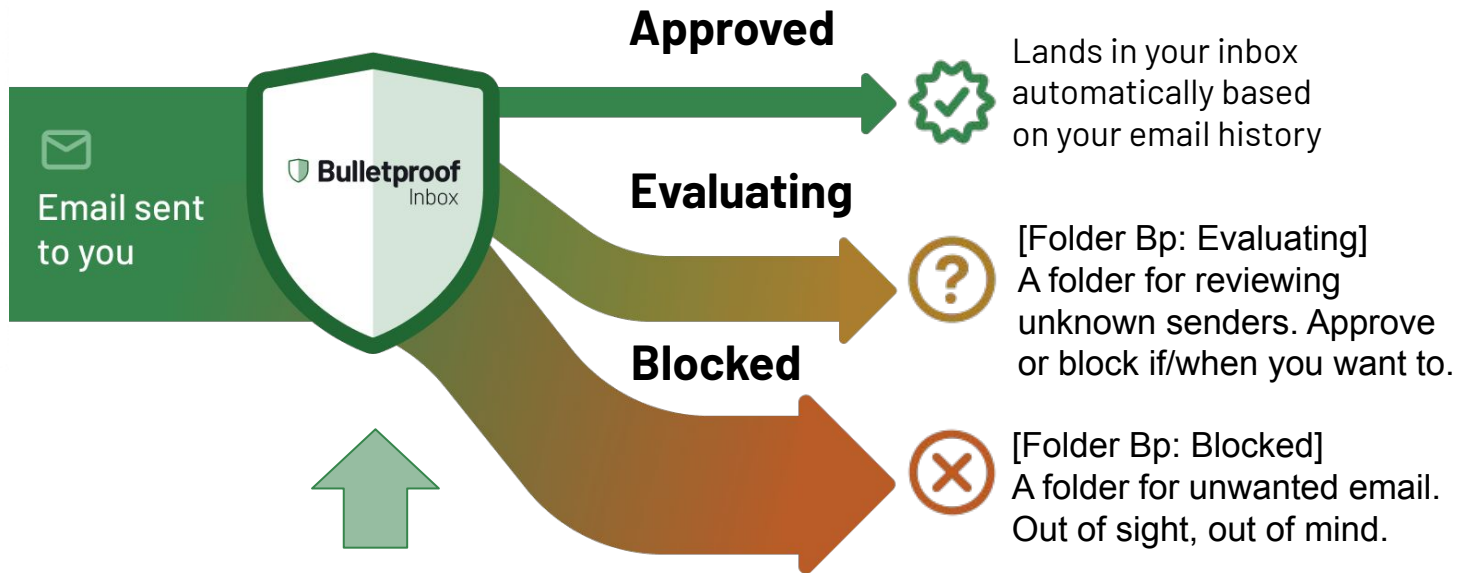 Approved
Lands in your inbox
automatically based
on your email history
Email sent
to you
Bulletproof
Inbox
Evaluating
[Folder Bp: Evaluating]
A folder for reviewing
unknown senders. Approve
or block if/when you want to.
Blocked
[Folder Bp: Blocked]
A folder for unwanted email.
Out of sight, out of mind.